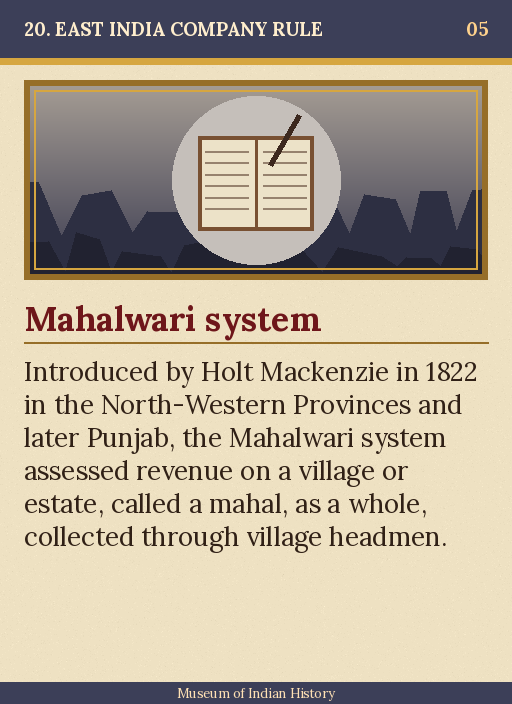 20. EAST INDIA COMPANY RULE
05
Mahalwari system
Introduced by Holt Mackenzie in 1822
in the North-Western Provinces and
later Punjab, the Mahalwari system
assessed revenue on a village or
estate, called a mahal, as a whole,
collected through village headmen.
Museum of Indian History